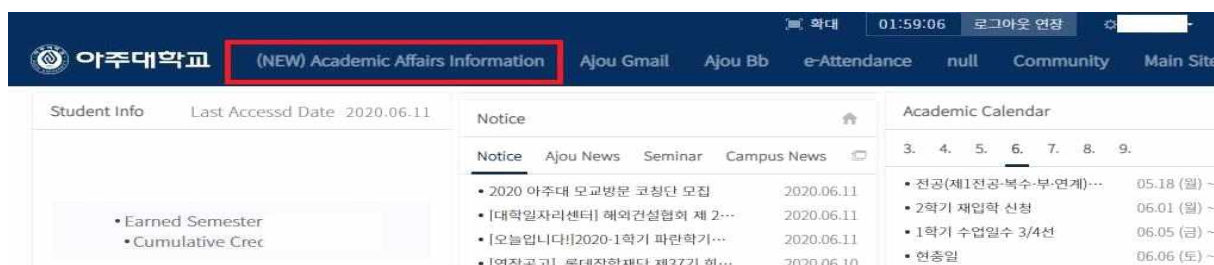 확대 01:59:06 로그아웃 연장
아주대학교 (NEW) Academic Affairs Information Ajou Gmail Ajou Bb e-Attendance null Community Main Site
Student Info Last Accessd Date 2020.06.11
• Earned Semester
• Cumulative Crec
Notice
Notice Ajou News Seminar Campus News
• 2020 아주대 모교방문 코칭단 모집 2020.06.11
• [대학일자리센터] 해외건설협회 제 2··· 2020.06.11
• [오늘입니다!]2020-1학기 파란학기··· 2020.06.11
2020.06.10
Academic Calendar
3. 4. 5. 6. 7. 8. 9.
• 전공(제1전공·복수·부·연계)··· 05.18 (월) ~
• 2학기 재입학 신청 06.01 (월) ~
• 1학기 수업일수 3/4선 06.05 (금) ~
• 현충일 06.06 (토) ~